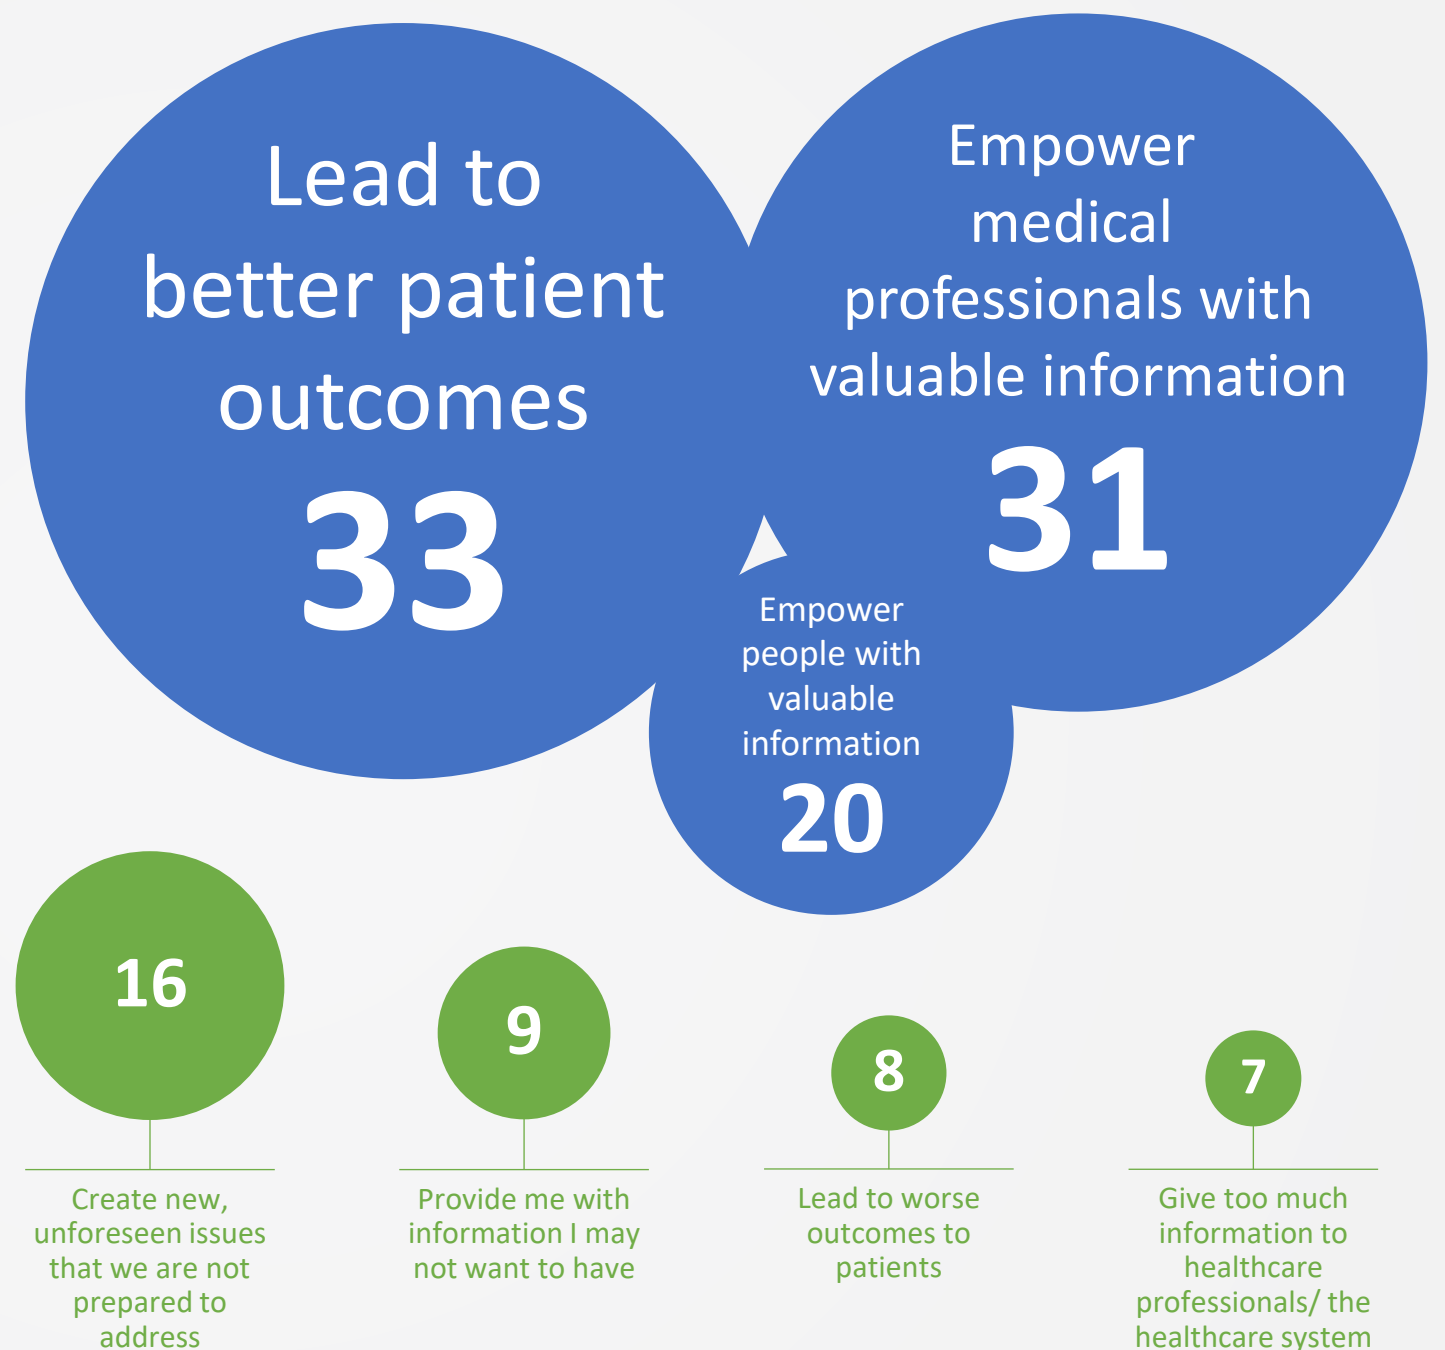 Lead to
better patient
outcomes
33
Empower
medical
professionals with
valuable information
31
Empower
people with
valuable
information
20
16
Create new,
unforeseen issues
that we are not
prepared to
address
9
Provide me with
information I may
not want to have
8
Lead to worse
outcomes to
patients
7
Give too much
information to
healthcare
professionals/ the
healthcare system